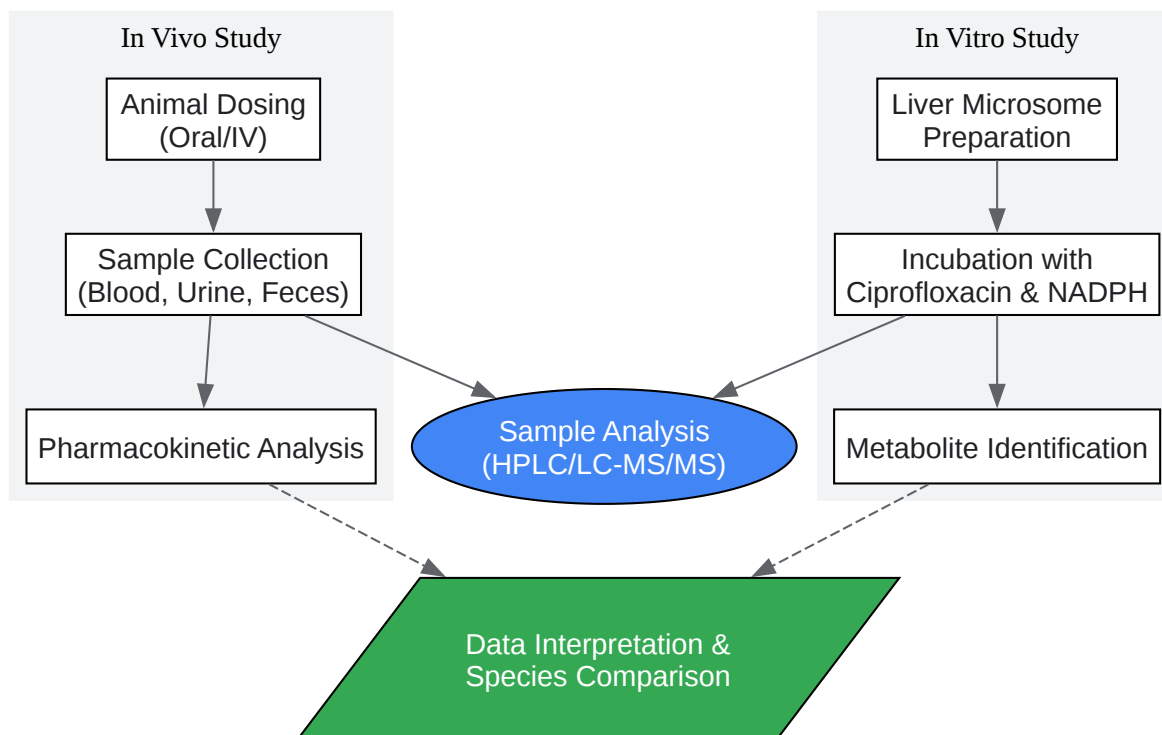 In Vivo Study
Animal Dosing
(Oral/IV)
Sample Collection
(Blood, Urine, Feces)
Pharmacokinetic Analysis
In Vitro Study
Liver Microsome
Preparation
Incubation with
Ciprofloxacin & NADPH
Metabolite Identification
Sample Analysis
(HPLC/LC-MS/MS)
Data Interpretation &
Species Comparison